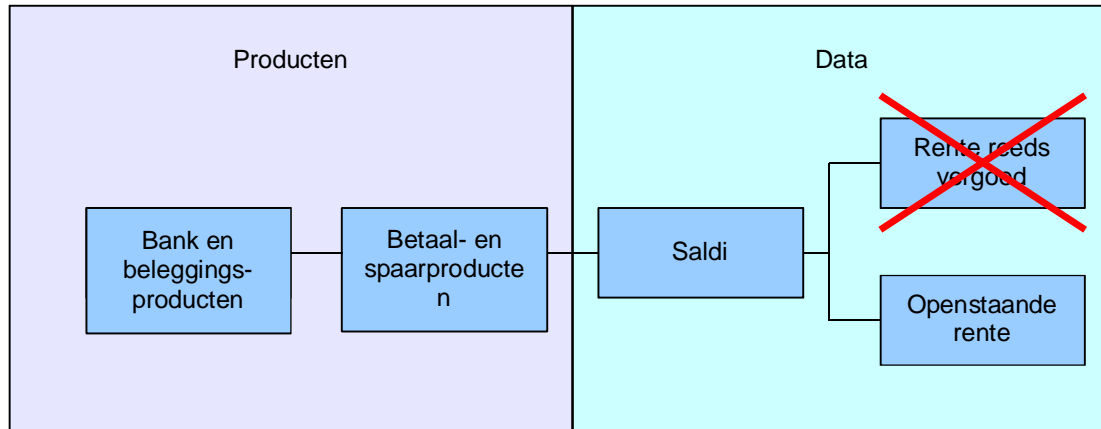 Producten
Data
Rente reeds
vergoed
Bank en
beleggings-
producten
Betaal- en
spaarproducte
n
Saldi
Openstaande
rente